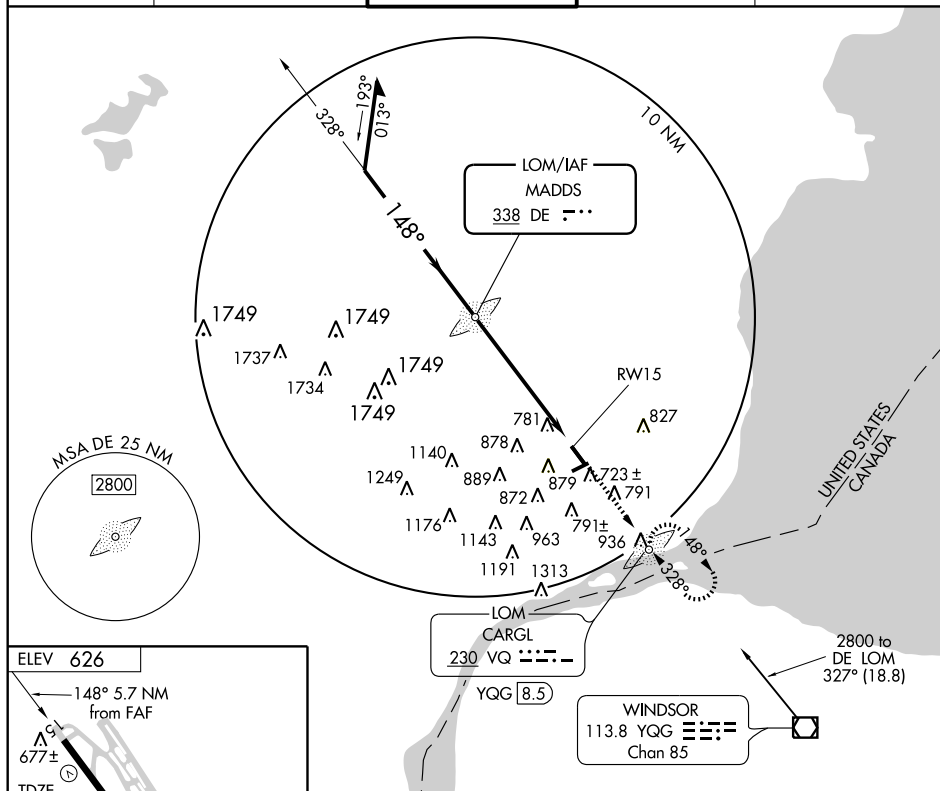 10 NM
328°
193°
013°
LOM/IAF
MADDS
338 DE
148°
1749
1749
1737
1734
1749
1749
RW15
781
827
878
1140
889
879
723±
1249
872
791
1176
1143
963
791±
936
1191
1313
148°
328°
UNITED STATES
CANADA
MSA DE 25 NM
2800
LOM
CARGL
230 VQ
YQG 8.5
2800 to
DE LOM
327° (18.8)
WINDSOR
113.8 YQG
Chan 85
ELEV 626
148° 5.7 NM
from FAF
15
677±
V
TDZE